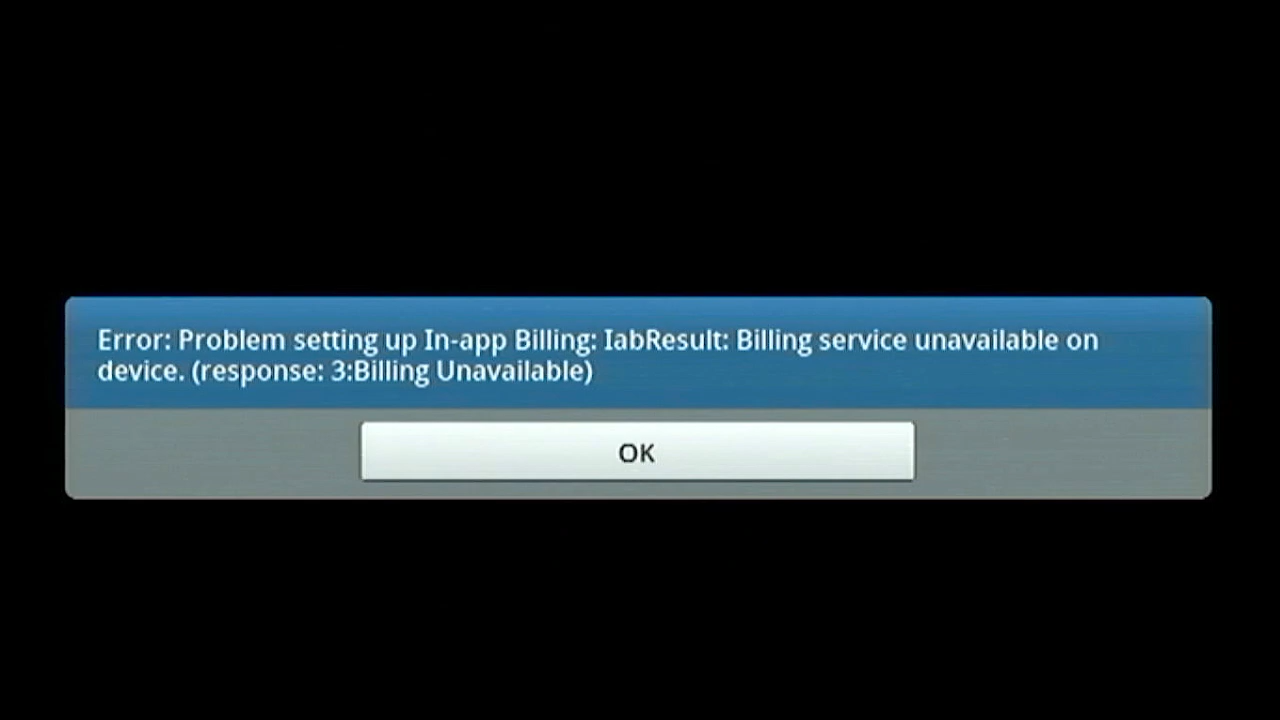 Error: Problem setting up In-app Billing: IabResult: Billing service unavailable on
device. (response: 3:Billing Unavailable)
OK